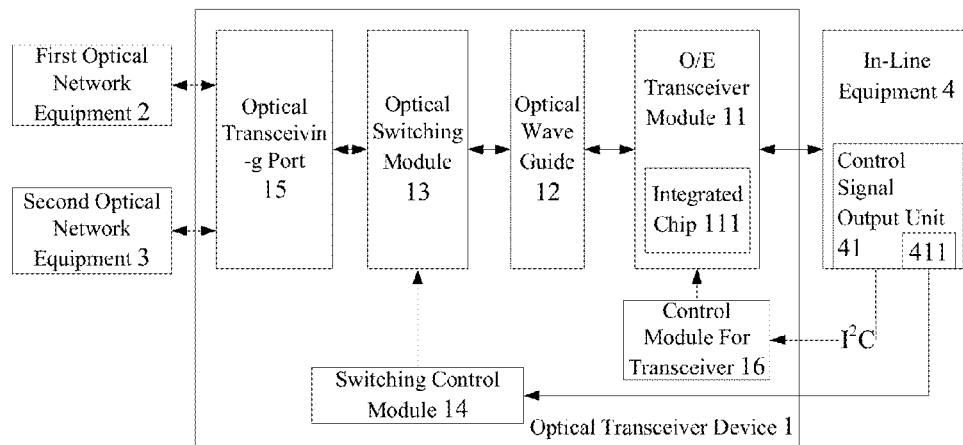 First Optical
Network
Equipment 2
Second Optical
Network
Equipment 3
Optical
Transceivin
-g Port
15
Optical
Switching
Module
13
Optical
Wave
Guide
12
O/E
Transceiver
Module 11
Integrated
Chip 111
In-Line
Equipment 4
Control
Signal
Output Unit
41
411
Control
Module For
Transceiver 16
I²C
Switching Control
Module 14
Optical Transceiver Device 1